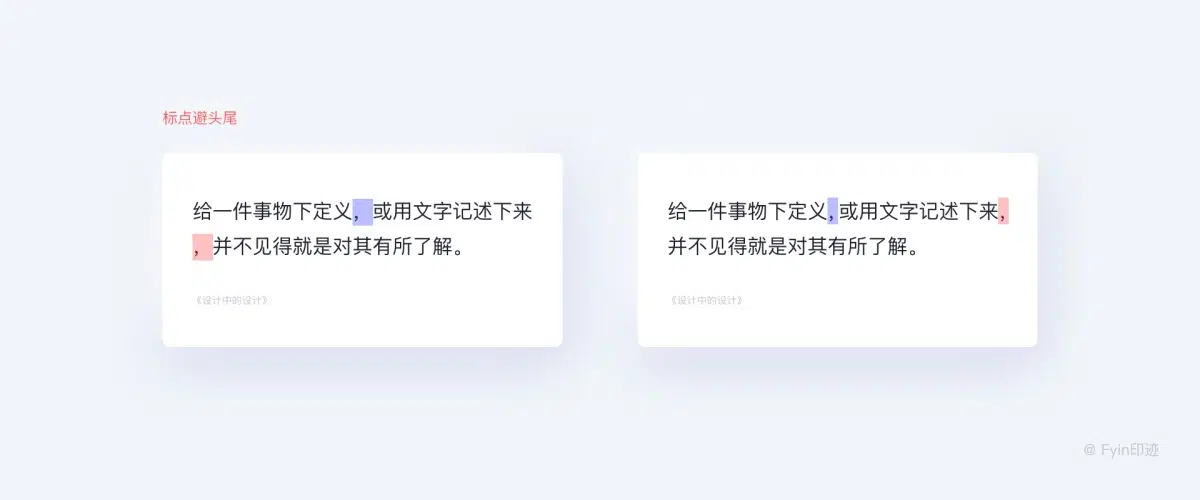 标点避头尾
给一件事物下定义，或用文字记述下来
，并不见得就是对其有所了解。
《设计中的设计》
给一件事物下定义,或用文字记述下来,
并不见得就是对其有所了解。
《设计中的设计》
@ Fyin印迹